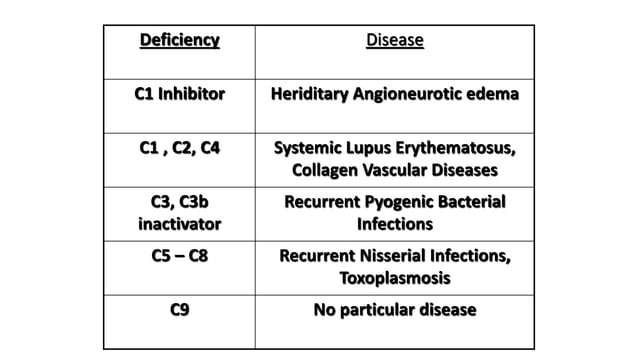 Deficiency
Disease
C1 Inhibitor
Heriditary Angioneurotic edema
C1 , C2, C4
Systemic Lupus Erythematosus,
Collagen Vascular Diseases
C3, C3b
inactivator
Recurrent Pyogenic Bacterial
Infections
C5 – C8
Recurrent Nisserial Infections,
Toxoplasmosis
C9
No particular disease